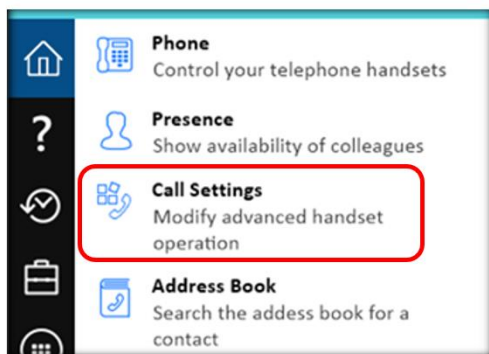 Phone
Control your telephone handsets
?
Presence
Show availability of colleagues
Call Settings
Modify advanced handset
operation
Address Book
Search the addess book for a
contact